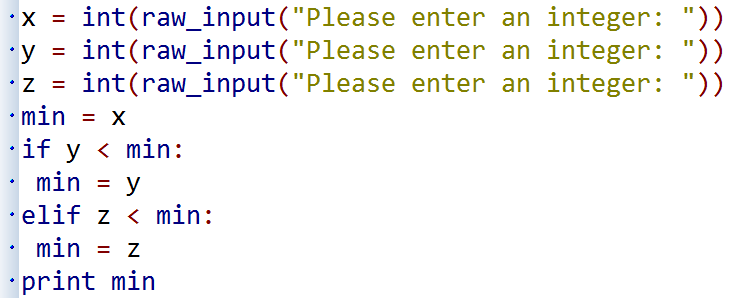 x = int(raw_input("Please enter an integer: "))
y = int(raw_input("Please enter an integer: "))
z = int(raw_input("Please enter an integer: "))
min = x
if y < min:
 min = y
elif z < min:
 min = z
print min